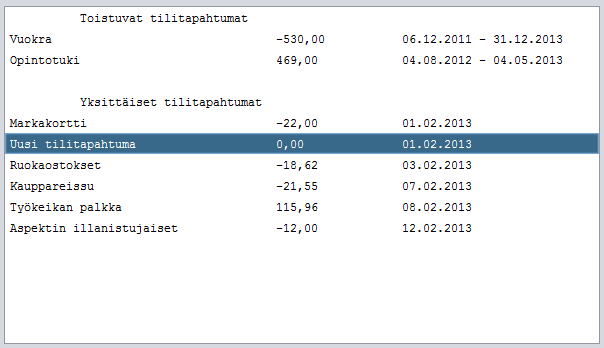 Toistuvat tilitapahtumat
Vuokra -530,00 06.12.2011 - 31.12.2013
Opintotuki 469,00 04.08.2012 - 04.05.2013
Yksittäiset tilitapahtumat
Markakortti -22,00 01.02.2013
Uusi tilitapahtuma 0,00 01.02.2013
Ruokaostokset -18,62 03.02.2013
Kauppareissu -21,55 07.02.2013
Työkeikan palkka 115,96 08.02.2013
Aspektin illanistujaiset -12,00 12.02.2013